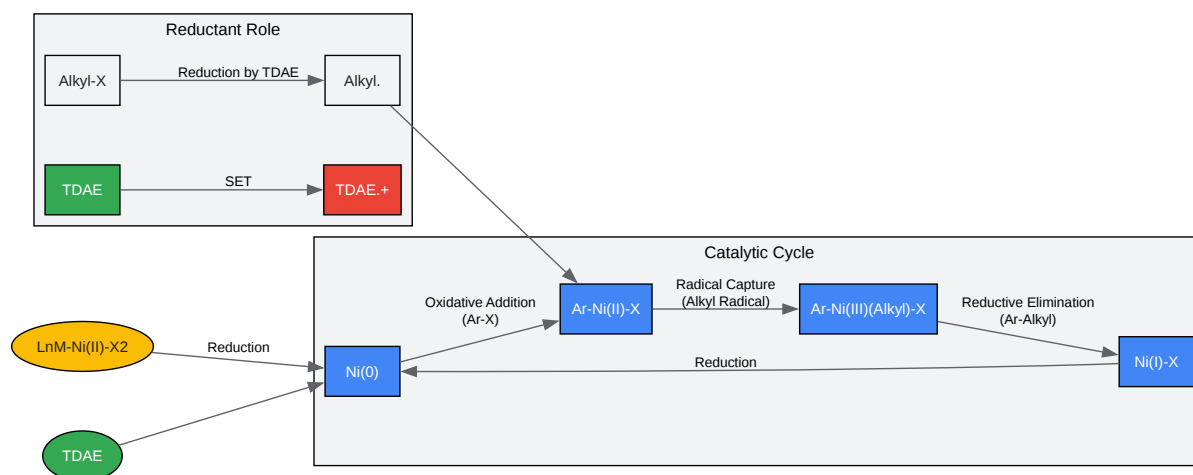 Reductant Role
Alkyl-X
Reduction by TDAE
Alkyl.
TDAE
SET
TDAE.+
Catalytic Cycle
Oxidative Addition
(Ar-X)
Ar-Ni(II)-X
Radical Capture
(Alkyl Radical)
Ar-Ni(III)(Alkyl)-X
Reductive Elimination
(Ar-Alkyl)
LnM-Ni(II)-X2
Reduction
Ni(0)
Reduction
Ni(I)-X
TDAE